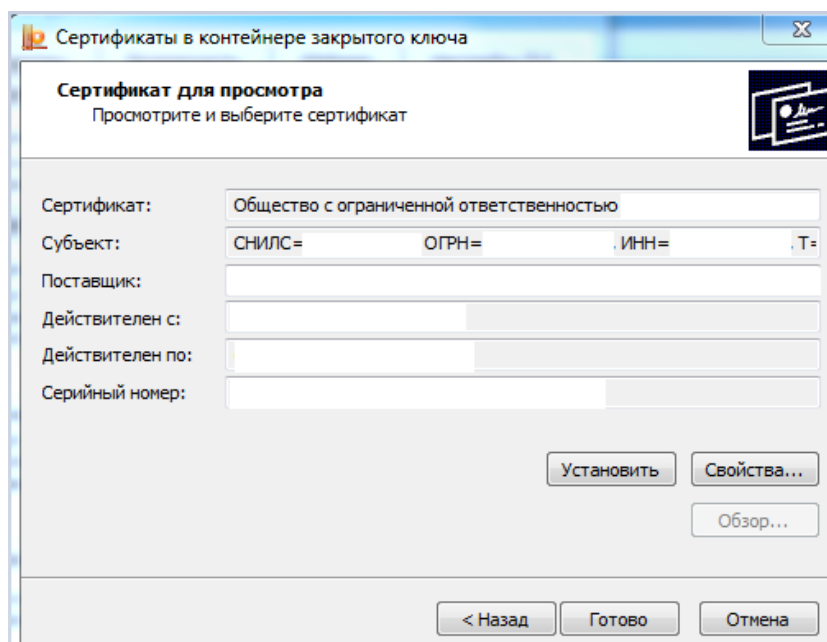 Сертификаты в контейнере закрытого ключа
Сертификат для просмотра
Просмотрите и выберите сертификат
Сертификат: Общество с ограниченной ответственностью
Субъект: СНИЛС= ОГРН= , ИНН= , T=
Поставщик:
Действителен с:
Действителен по:
Серийный номер:
Установить Свойства...
Обзор...
< Назад Готово Отмена